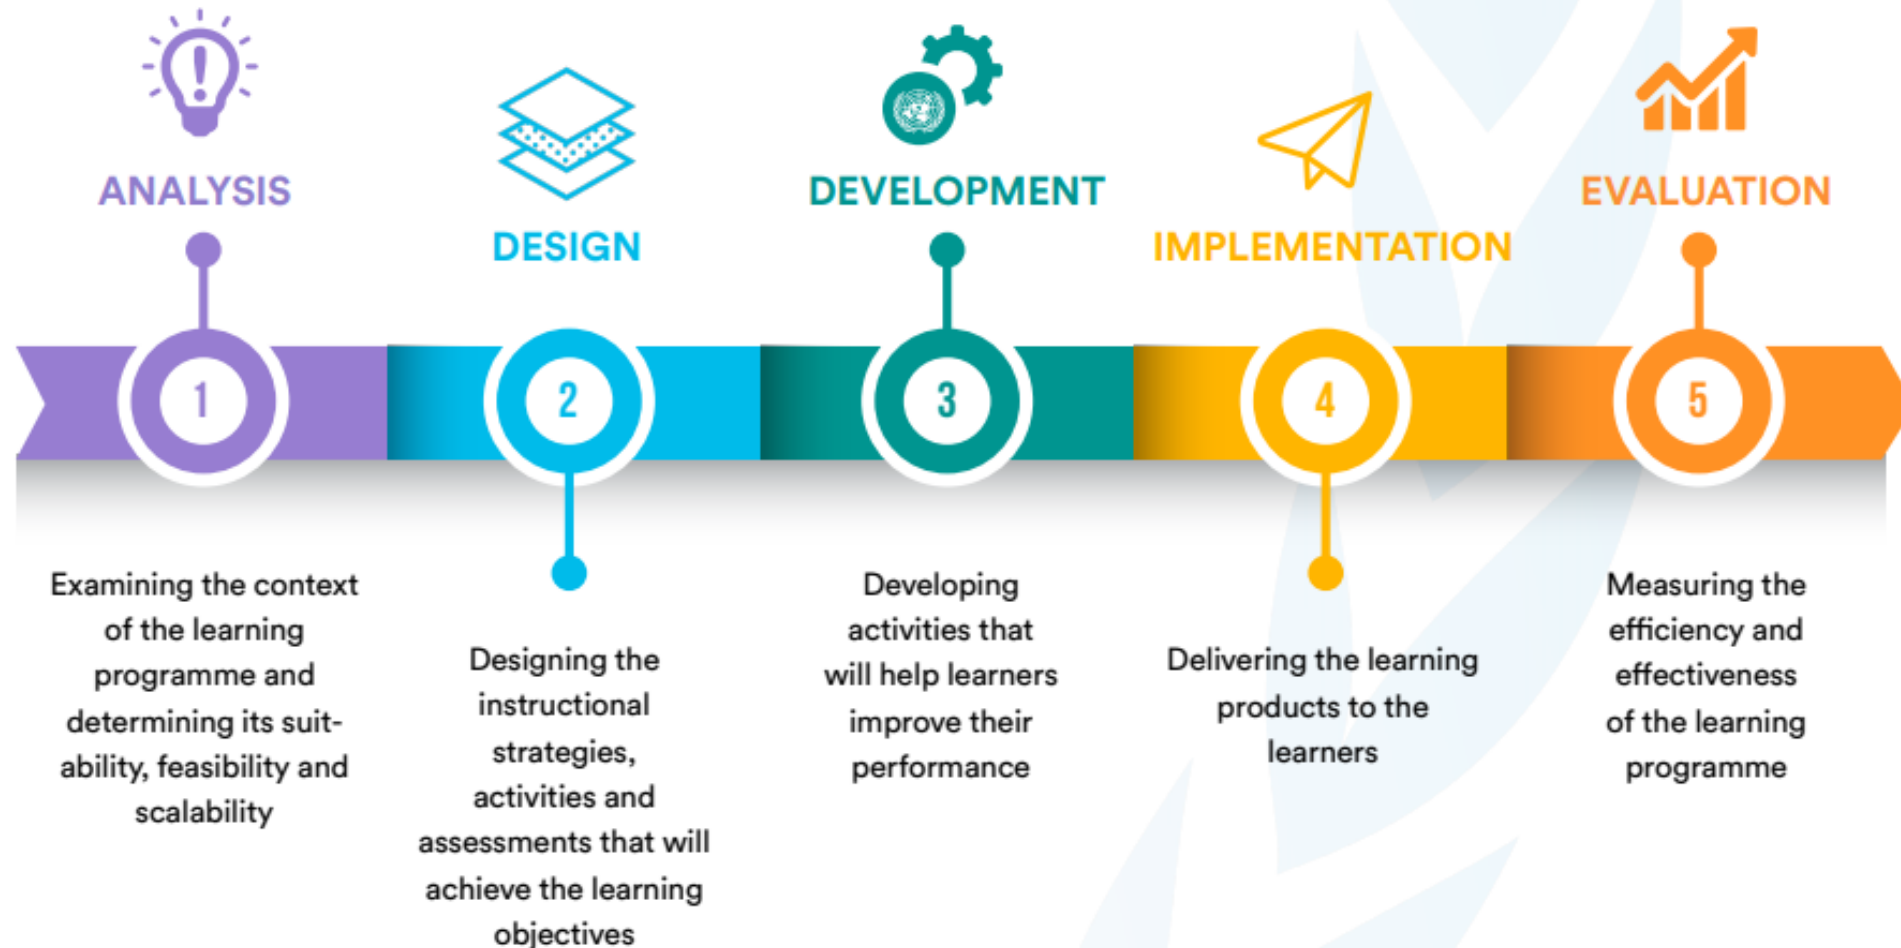 ANALYSIS
DESIGN
DEVELOPMENT
IMPLEMENTATION
EVALUATION
1
2
3
4
5
Examining the context
of the learning
programme and
determining its suit-
ability, feasibility and
scalability
Designing the
instructional
strategies,
activities and
assessments that will
achieve the learning
objectives
Developing
activities that
will help learners
improve their
performance
Delivering the learning
products to the
learners
Measuring the
efficiency and
effectiveness
of the learning
programme